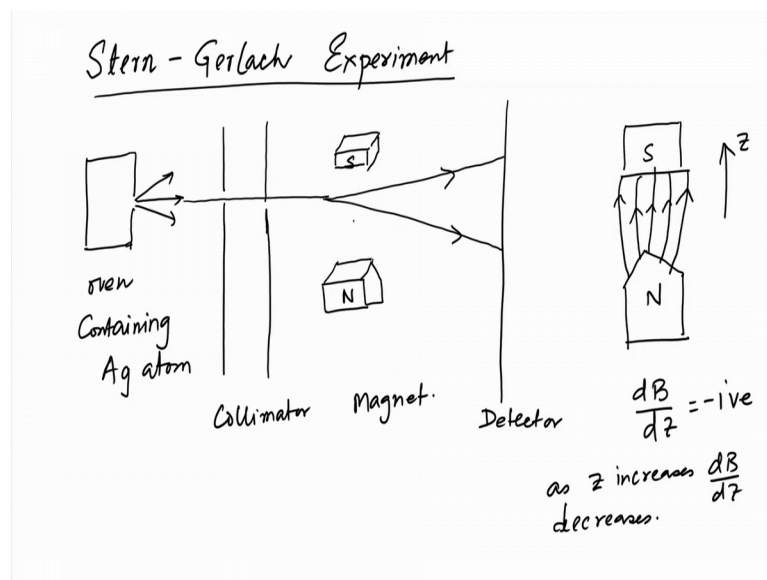 Stern - Gerlach Experiment
S
N
oven
Containing
Ag atom
Collimator
Magnet.
Detector
S
Z
N
dB/dz = -ive
as z increases dB/dz
decreases.